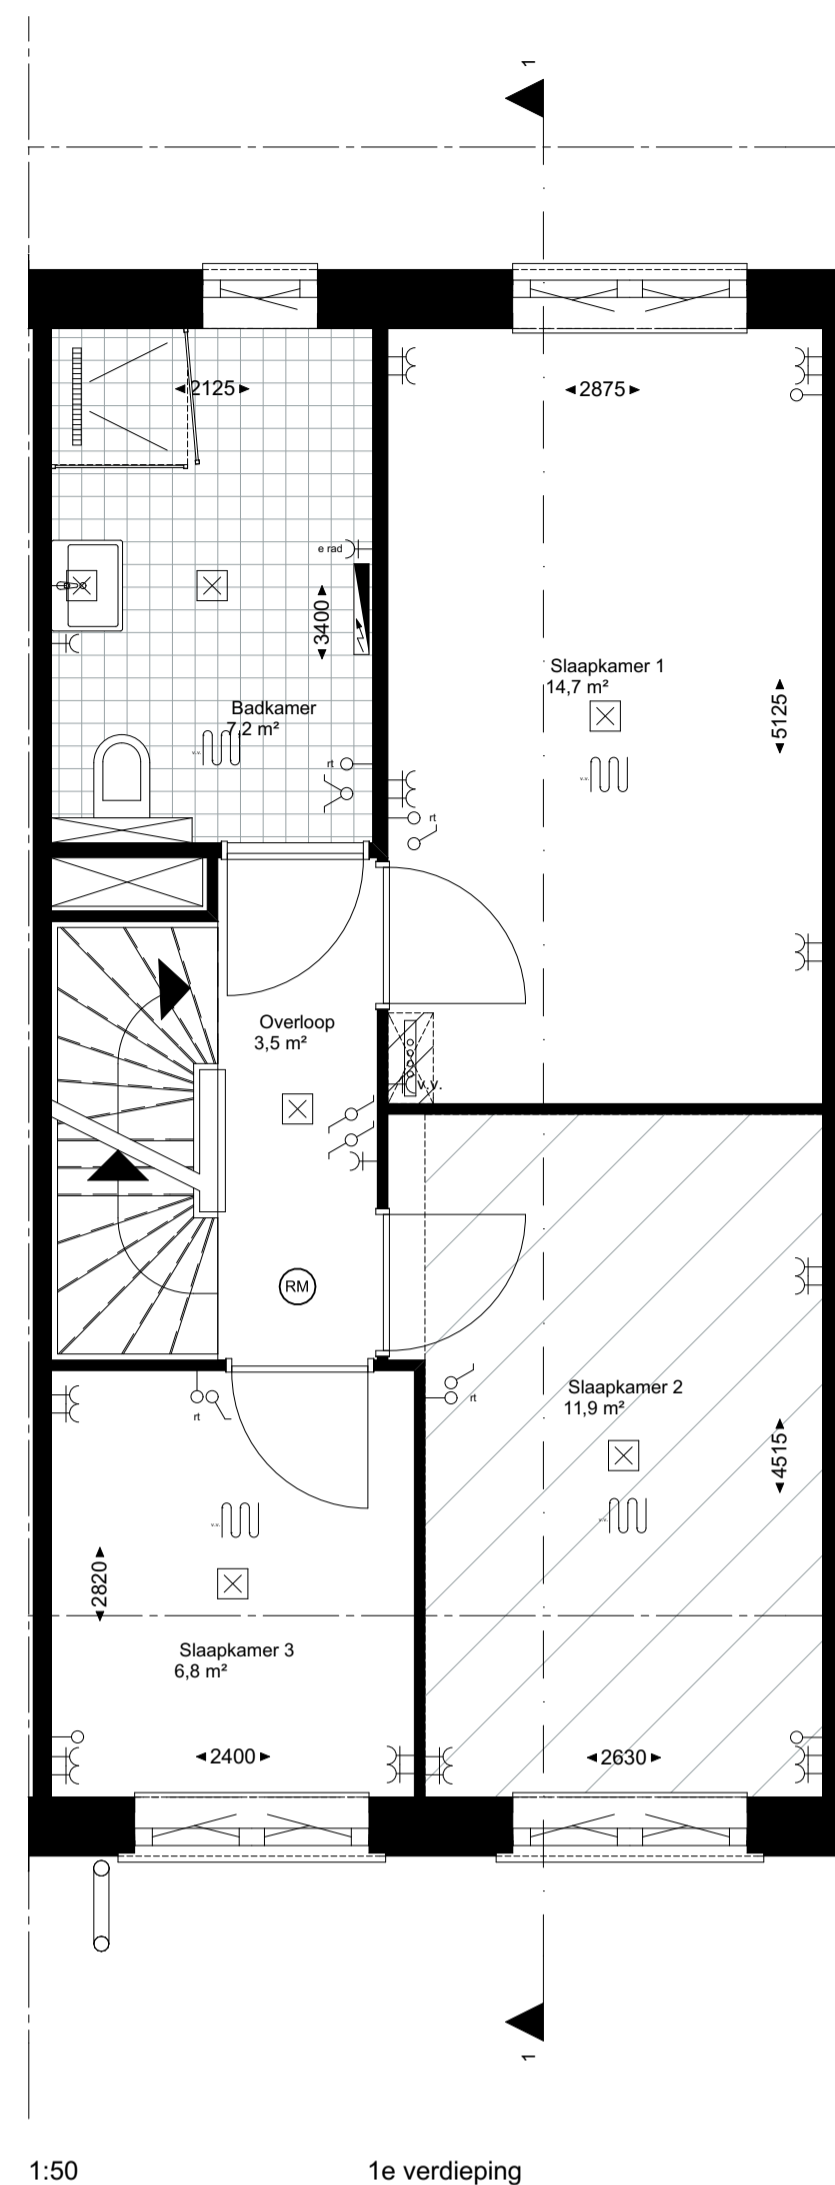 1
2125
2875
e rad
3400
Slaapkamer 1
14,7 m²
5125
Badkamer
7,2 m²
v.v.
v.v.
rt
rt
Overloop
3,5 m²
v.v.
RM
rt
rt
Slaapkamer 2
11,9 m²
4515
v.v.
v.v.
2820
Slaapkamer 3
6,8 m²
2400
2630
1
1:50
1e verdieping